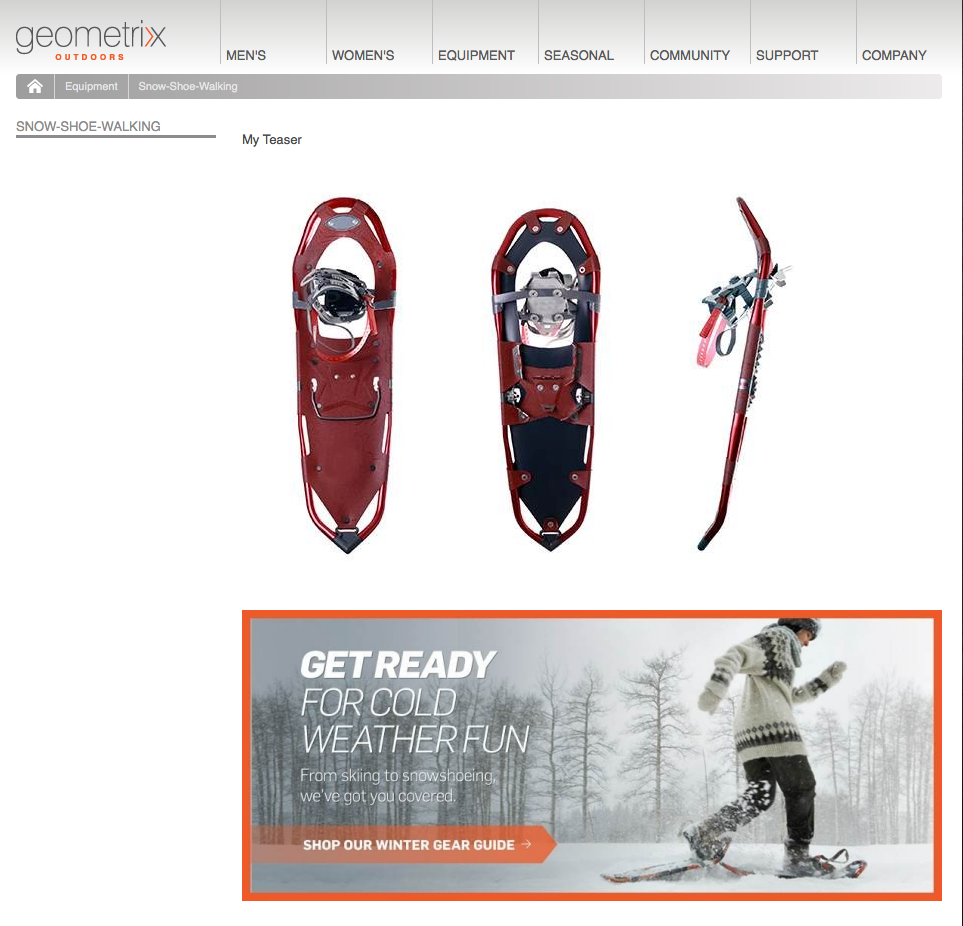 geometrixx
OUTDOORS
MEN'S
WOMEN'S
EQUIPMENT
SEASONAL
COMMUNITY
SUPPORT
COMPANY
Equipment
Snow-Shoe-Walking
SNOW-SHOE-WALKING
My Teaser
GET READY
FOR COLD
WEATHER FUN
From skiing to snowshoeing,
we've got you covered.
SHOP OUR WINTER GEAR GUIDE →